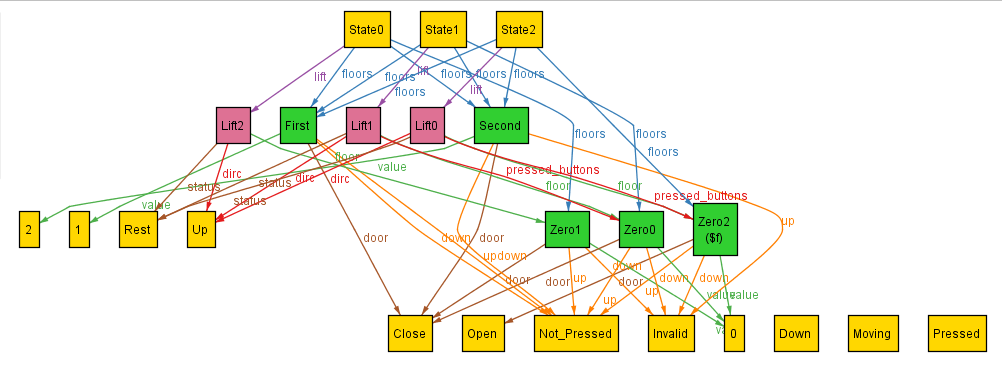 State0 State1 State2
lift floors floors lift floors floors lift floors
floors
Lift2 First Lift1 Lift0 Second
floors floors
floors
floor value
dirc status status dirc dirc status pressed_buttons
floor floor pressed_buttons
value
2 1 Rest Up Zero1 Zero0 Zero2
($f)
up
door down door
updown down
door door up door down down
up up value value
Close Open Not_Pressed Invalid 0 Down Moving Pressed